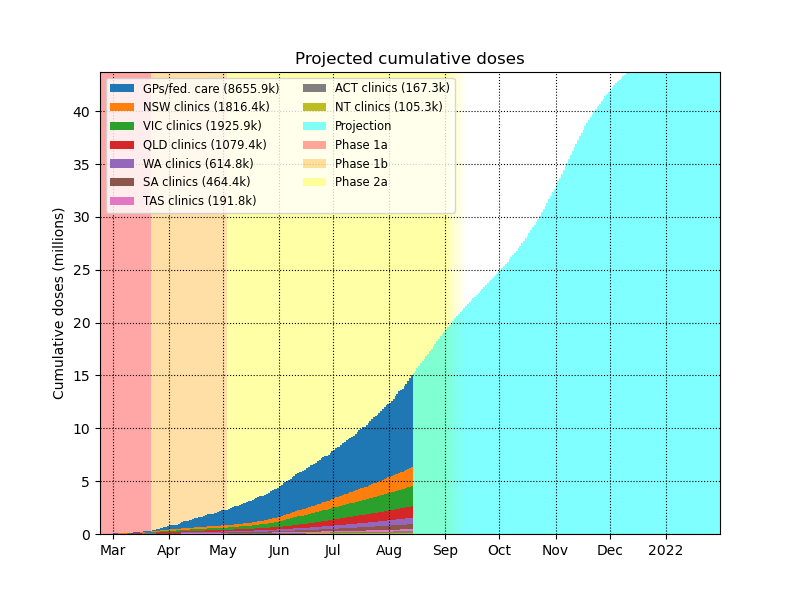 Projected cumulative doses
GPs/fed. care (8655.9k)
NSW clinics (1816.4k)
VIC clinics (1925.9k)
QLD clinics (1079.4k)
WA clinics (614.8k)
SA clinics (464.4k)
TAS clinics (191.8k)
ACT clinics (167.3k)
NT clinics (105.3k)
Projection
Phase 1a
Phase 1b
Phase 2a
Cumulative doses (millions)
40
35
30
25
20
15
10
5
0
Mar Apr May Jun Jul Aug Sep Oct Nov Dec 2022